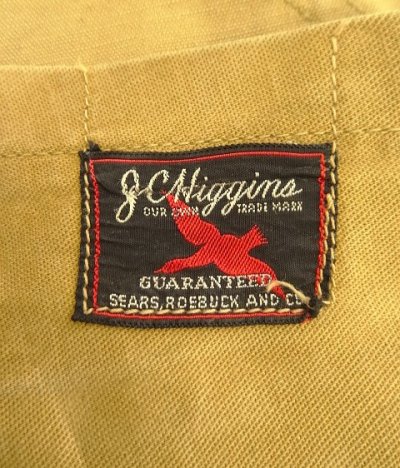 J.C. Higgins
OUR OWN TRADE MARK
GUARANTEED
SEARS, ROEBUCK AND CO.